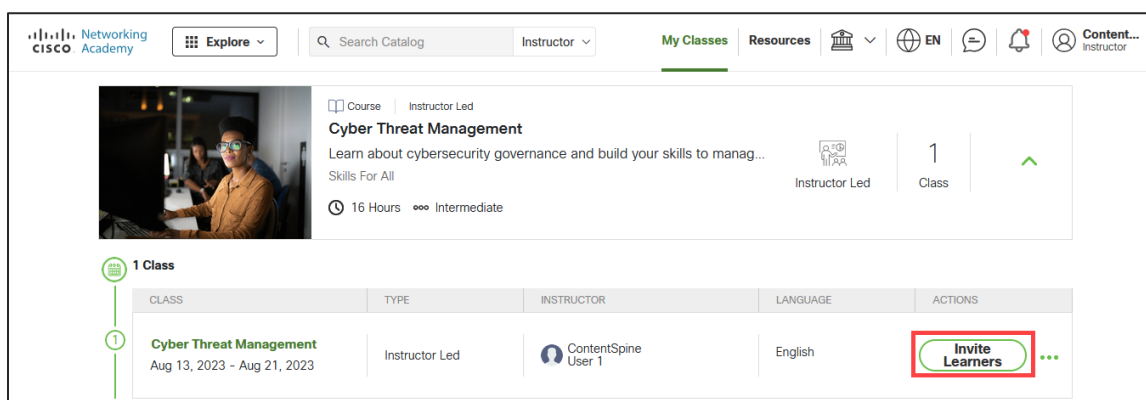 Networking
CISCO Academy
Explore
Search Catalog
Instructor
My Classes
Resources
EN
Content...
Instructor
Course
Instructor Led
Cyber Threat Management
Learn about cybersecurity governance and build your skills to manag...
Skills For All
16 Hours
Intermediate
Instructor Led
1
Class
1 Class
CLASS
TYPE
INSTRUCTOR
LANGUAGE
ACTIONS
1
Cyber Threat Management
Aug 13, 2023 - Aug 21, 2023
Instructor Led
ContentSpine
User 1
English
Invite
Learners